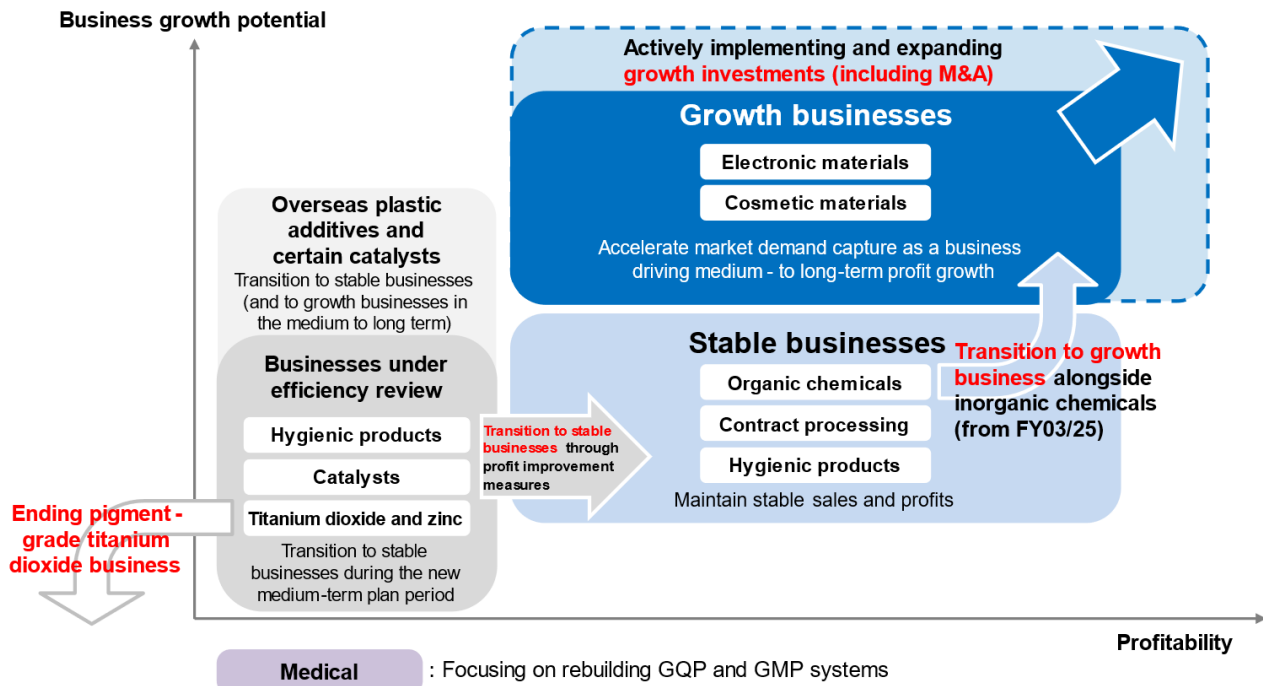 Business growth potential
Actively implementing and expanding
growth investments (including M&A)
Growth businesses
Electronic materials
Cosmetic materials
Accelerate market demand capture as a business
driving medium - to long-term profit growth
Overseas plastic
additives and
certain catalysts
Transition to stable businesses
(and to growth businesses in
the medium to long term)
Businesses under
efficiency review
Hygienic products
Catalysts
Titanium dioxide and zinc
Transition to stable
businesses during the new
medium-term plan period
Transition to stable
businesses through
profit improvement
measures
Stable businesses
Organic chemicals
Contract processing
Hygienic products
Maintain stable sales and profits
Transition to growth
business alongside
inorganic chemicals
(from FY03/25)
Ending pigment -
grade titanium
dioxide business
Profitability
Medical : Focusing on rebuilding GQP and GMP systems